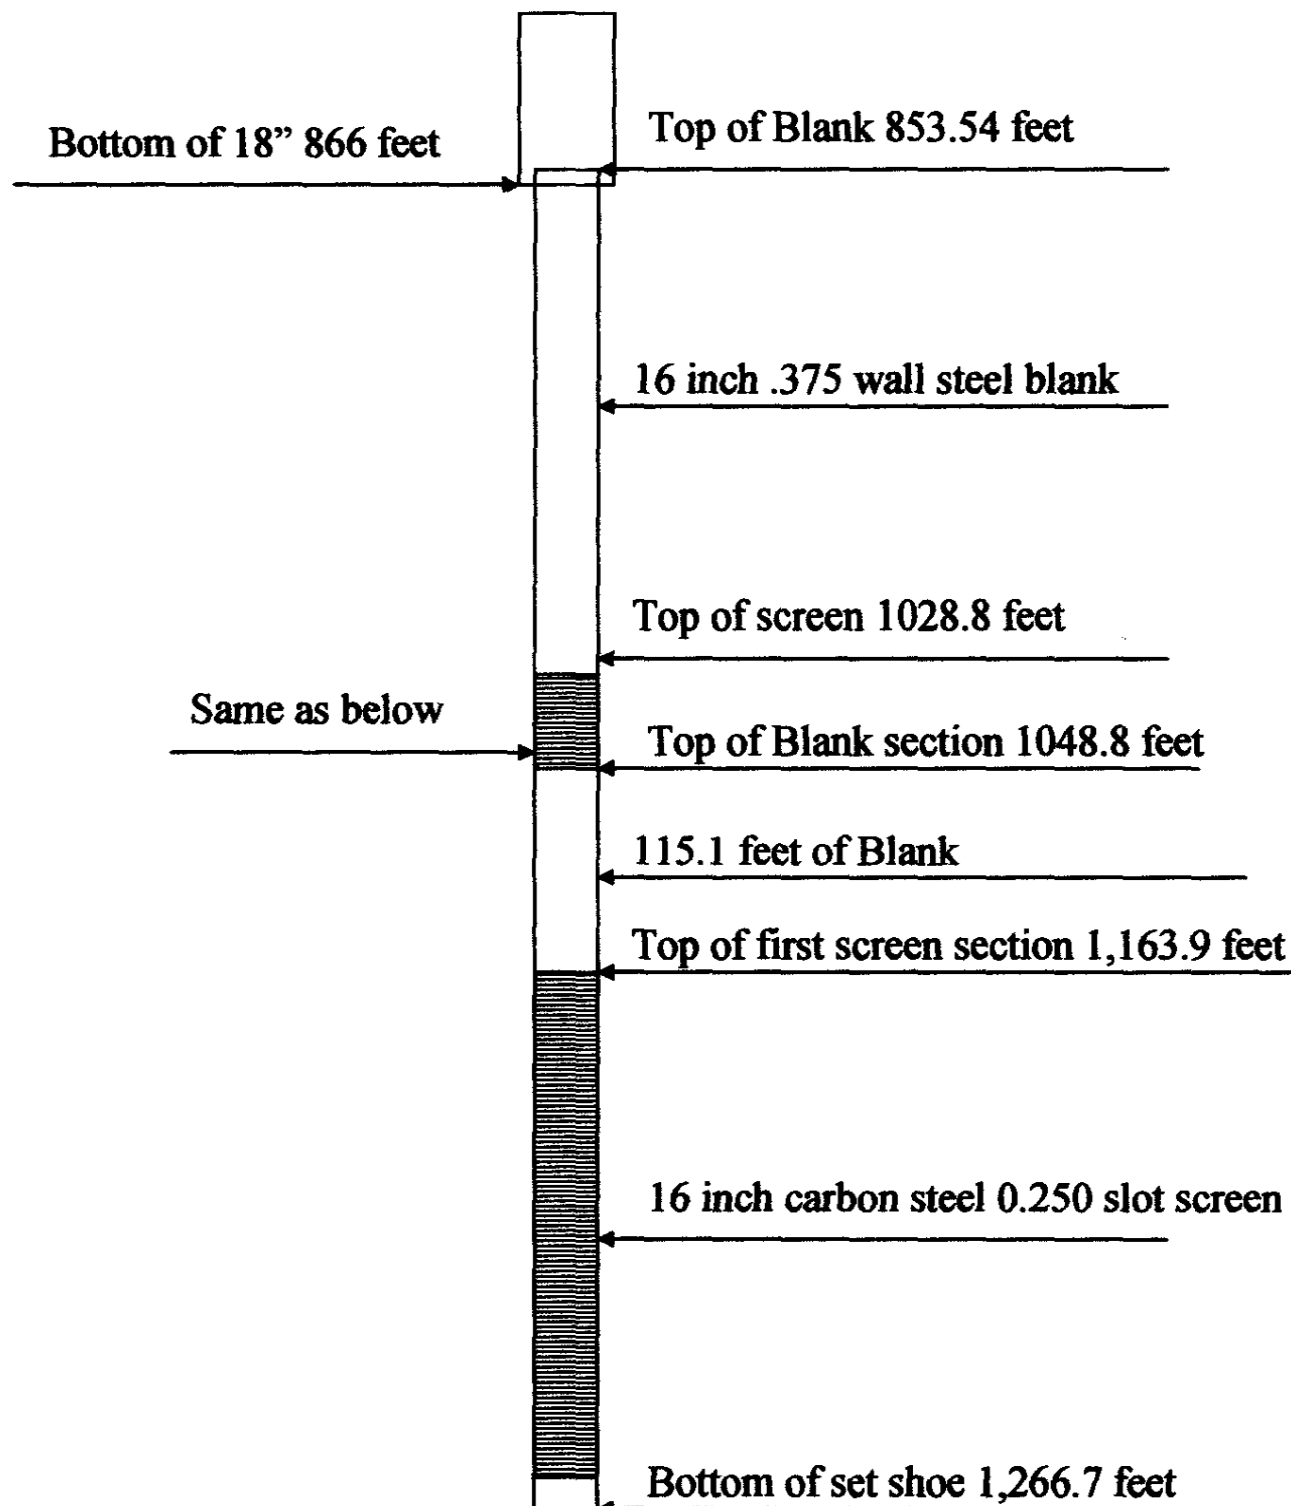 Bottom of 18” 866 feet
Top of Blank 853.54 feet
16 inch .375 wall steel blank
Top of screen 1028.8 feet
Same as below
Top of Blank section 1048.8 feet
115.1 feet of Blank
Top of first screen section 1,163.9 feet
16 inch carbon steel 0.250 slot screen
Bottom of set shoe 1,266.7 feet